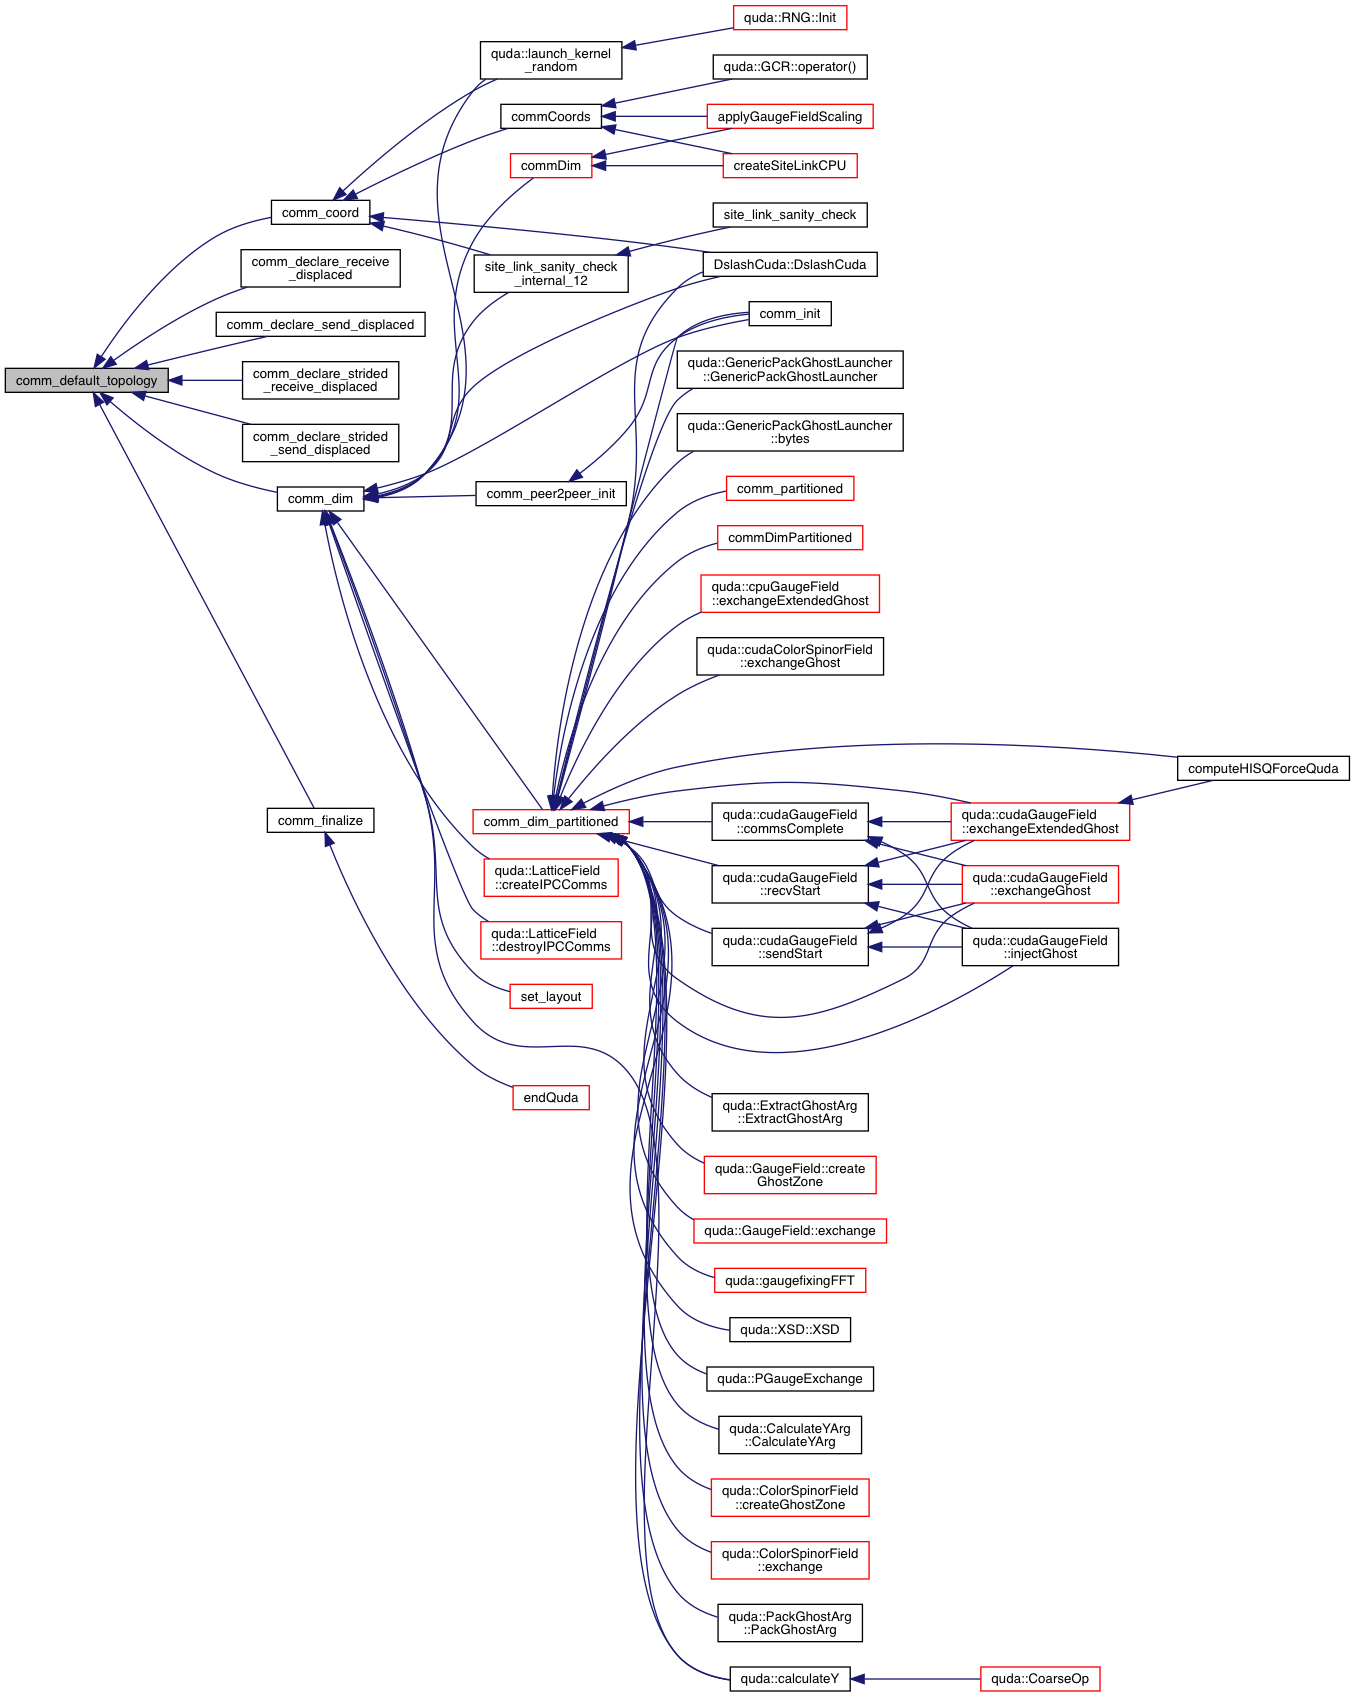 quda::RNG::Init
quda::launch_kernel
_random
quda::GCR::operator()
commCoords
applyGaugeFieldScaling
commDim
createSiteLinkCPU
comm_coord
site_link_sanity_check
comm_declare_receive
_displaced
site_link_sanity_check
_internal_12
DslashCuda::DslashCuda
comm_declare_send_displaced
comm_init
comm_default_topology
comm_declare_strided
_receive_displaced
quda::GenericPackGhostLauncher
::GenericPackGhostLauncher
comm_declare_strided
_send_displaced
quda::GenericPackGhostLauncher
::bytes
comm_dim
comm_peer2peer_init
comm_partitioned
commDimPartitioned
quda::cpuGaugeField
::exchangeExtendedGhost
quda::cudaColorSpinorField
::exchangeGhost
computeHISQForceQuda
comm_finalize
comm_dim_partitioned
quda::cudaGaugeField
::commsComplete
quda::cudaGaugeField
::exchangeExtendedGhost
quda::LatticeField
::createIPCComms
quda::cudaGaugeField
::recvStart
quda::cudaGaugeField
::exchangeGhost
quda::LatticeField
::destroyIPCComms
quda::cudaGaugeField
::sendStart
quda::cudaGaugeField
::injectGhost
set_layout
endQuda
quda::ExtractGhostArg
::ExtractGhostArg
quda::GaugeField::create
GhostZone
quda::GaugeField::exchange
quda::gaugefixingFFT
quda::XSD::XSD
quda::PGaugeExchange
quda::CalculateYArg
::CalculateYArg
quda::ColorSpinorField
::createGhostZone
quda::ColorSpinorField
::exchange
quda::PackGhostArg
::PackGhostArg
quda::calculateY
quda::CoarseOp